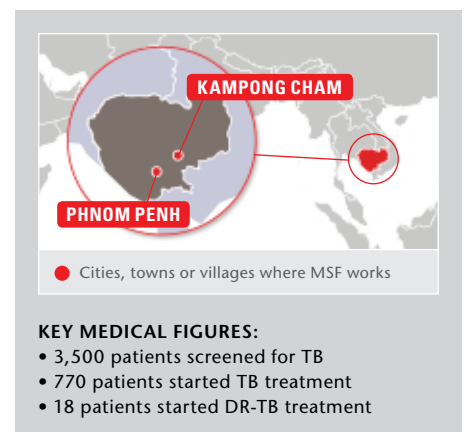 KAMPONG CHAM
PHNOM PENH
Cities, towns or villages where MSF works
KEY MEDICAL FIGURES:
• 3,500 patients screened for TB
• 770 patients started TB treatment
• 18 patients started DR-TB treatment